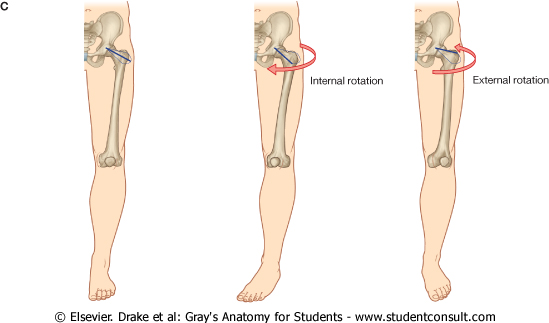 C
Internal rotation
External rotation
© Elsevier. Drake et al: Gray's Anatomy for Students - www.studentconsult.com